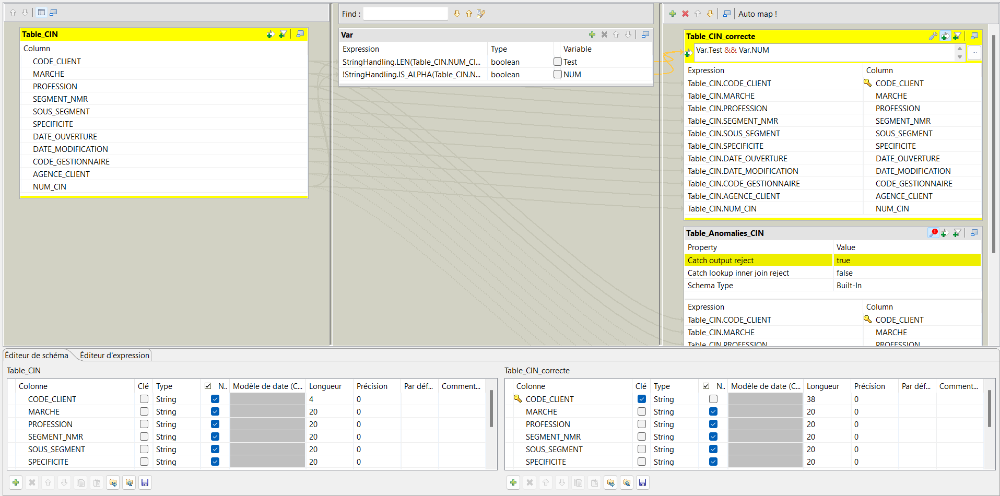 Table_CIN
Column
CODE_CLIENT
MARCHE
PROFESSION
SEGMENT_NMR
SOUS_SEGMENT
SPECIFICITE
DATE_OUVERTURE
DATE_MODIFICATION
CODE_GESTIONNAIRE
AGENCE_CLIENT
NUM_CIN
Find :
Var
Expression Type Variable
StringHandling.LEN(Table_CIN.NUM_CI... boolean Test
!StringHandling.IS_ALPHA(Table_CIN.N... boolean NUM
Auto map !
Table_CIN_correcte
Var.Test && Var.NUM
...
Expression Column
Table_CIN.CODE_CLIENT CODE_CLIENT
Table_CIN.MARCHE MARCHE
Table_CIN.PROFESSION PROFESSION
Table_CIN.SEGMENT_NMR SEGMENT_NMR
Table_CIN.SOUS_SEGMENT SOUS_SEGMENT
Table_CIN.SPECIFICITE SPECIFICITE
Table_CIN.DATE_OUVERTURE DATE_OUVERTURE
Table_CIN.DATE_MODIFICATION DATE_MODIFICATION
Table_CIN.CODE_GESTIONNAIRE CODE_GESTIONNAIRE
Table_CIN.AGENCE_CLIENT AGENCE_CLIENT
Table_CIN.NUM_CIN NUM_CIN
Table_Anomalies_CIN
Property Value
Catch output reject true
Catch lookup inner join reject false
Schema Type Built-In
Expression Column
Table_CIN.CODE_CLIENT CODE_CLIENT
Table_CIN.MARCHE MARCHE
Table_CIN.PROFESSION PROFESSION
Éditeur de schéma Éditeur d'expression
Table_CIN
Colonne Clé Type N.. Modèle de date (C... Longueur Précision Par déf... Comment...
CODE_CLIENT String 4 0
MARCHE String 20 0
PROFESSION String 20 0
SEGMENT_NMR String 20 0
SOUS_SEGMENT String 20 0
SPECIFICITE String 20 0
Table_CIN_correcte
Colonne Clé Type N.. Modèle de date (C... Longueur Précision Par déf... Comment...
CODE_CLIENT String 38 0
MARCHE String 20 0
PROFESSION String 20 0
SEGMENT_NMR String 20 0
SOUS_SEGMENT String 20 0
SPECIFICITE String 20 0